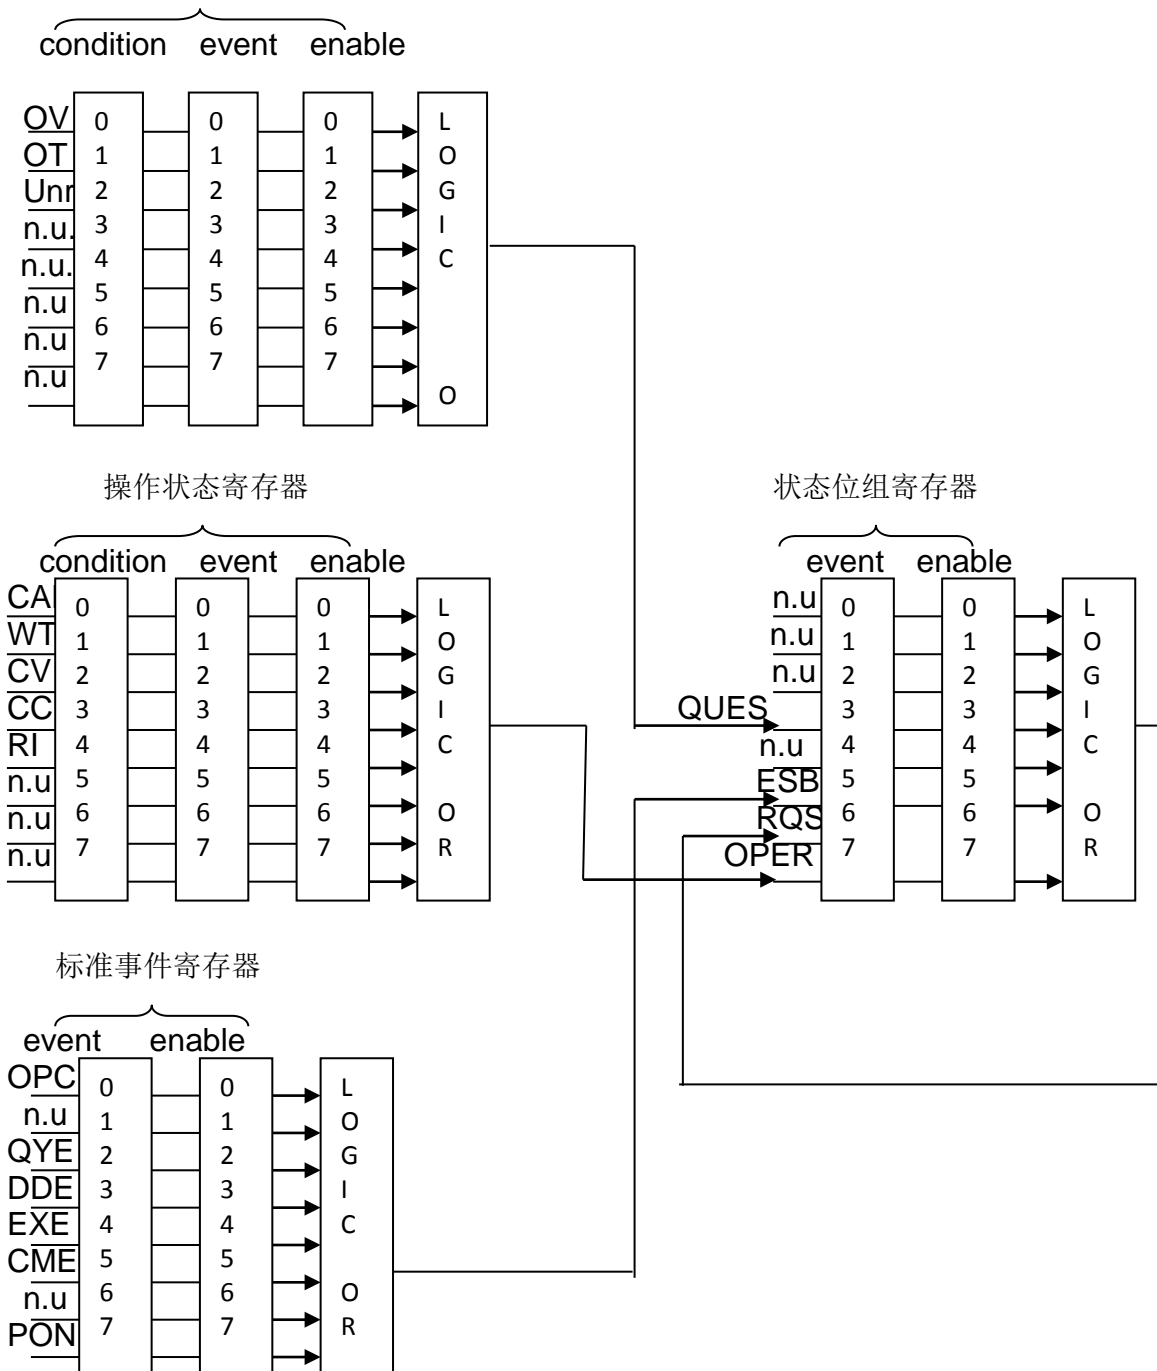 condition event enable
OV 0 0 0 L
OT 1 1 1 O
Unr 2 2 2 G
n.u. 3 3 3 I
n.u. 4 4 4 C
n.u 5 5 5
n.u 6 6 6
n.u 7 7 7
O
操作状态寄存器
condition event enable
CA 0 0 0 L
WT 1 1 1 O
CV 2 2 2 G
CC 3 3 3 I
RI 4 4 4 C
n.u 5 5 5
n.u 6 6 6 O
n.u 7 7 7 R
状态位组寄存器
event enable
n.u 0 0 L
n.u 1 1 O
n.u 2 2 G
QUES 3 3 I
n.u 4 4 C
ESB 5 5
RQS 6 6 O
OPER 7 7 R
标准事件寄存器
event enable
OPC 0 0 L
n.u 1 1 O
QYE 2 2 G
DDE 3 3 I
EXE 4 4 C
CME 5 5
n.u 6 6 O
PON 7 7 R